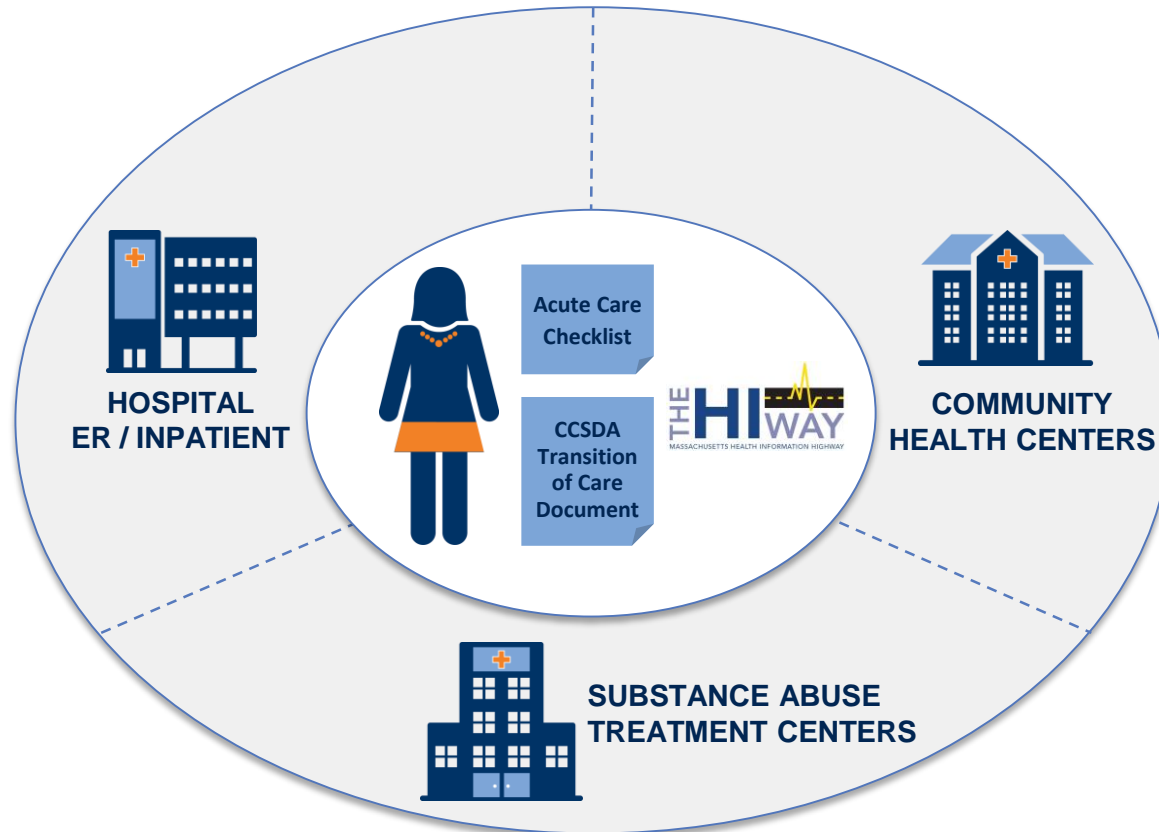 HOSPITAL
ER / INPATIENT
Acute Care
Checklist
CCSDA
Transition
of Care
Document
THE HI WAY
MASSACHUSETTS HEALTH INFORMATION HIGHWAY
COMMUNITY
HEALTH CENTERS
SUBSTANCE ABUSE
TREATMENT CENTERS